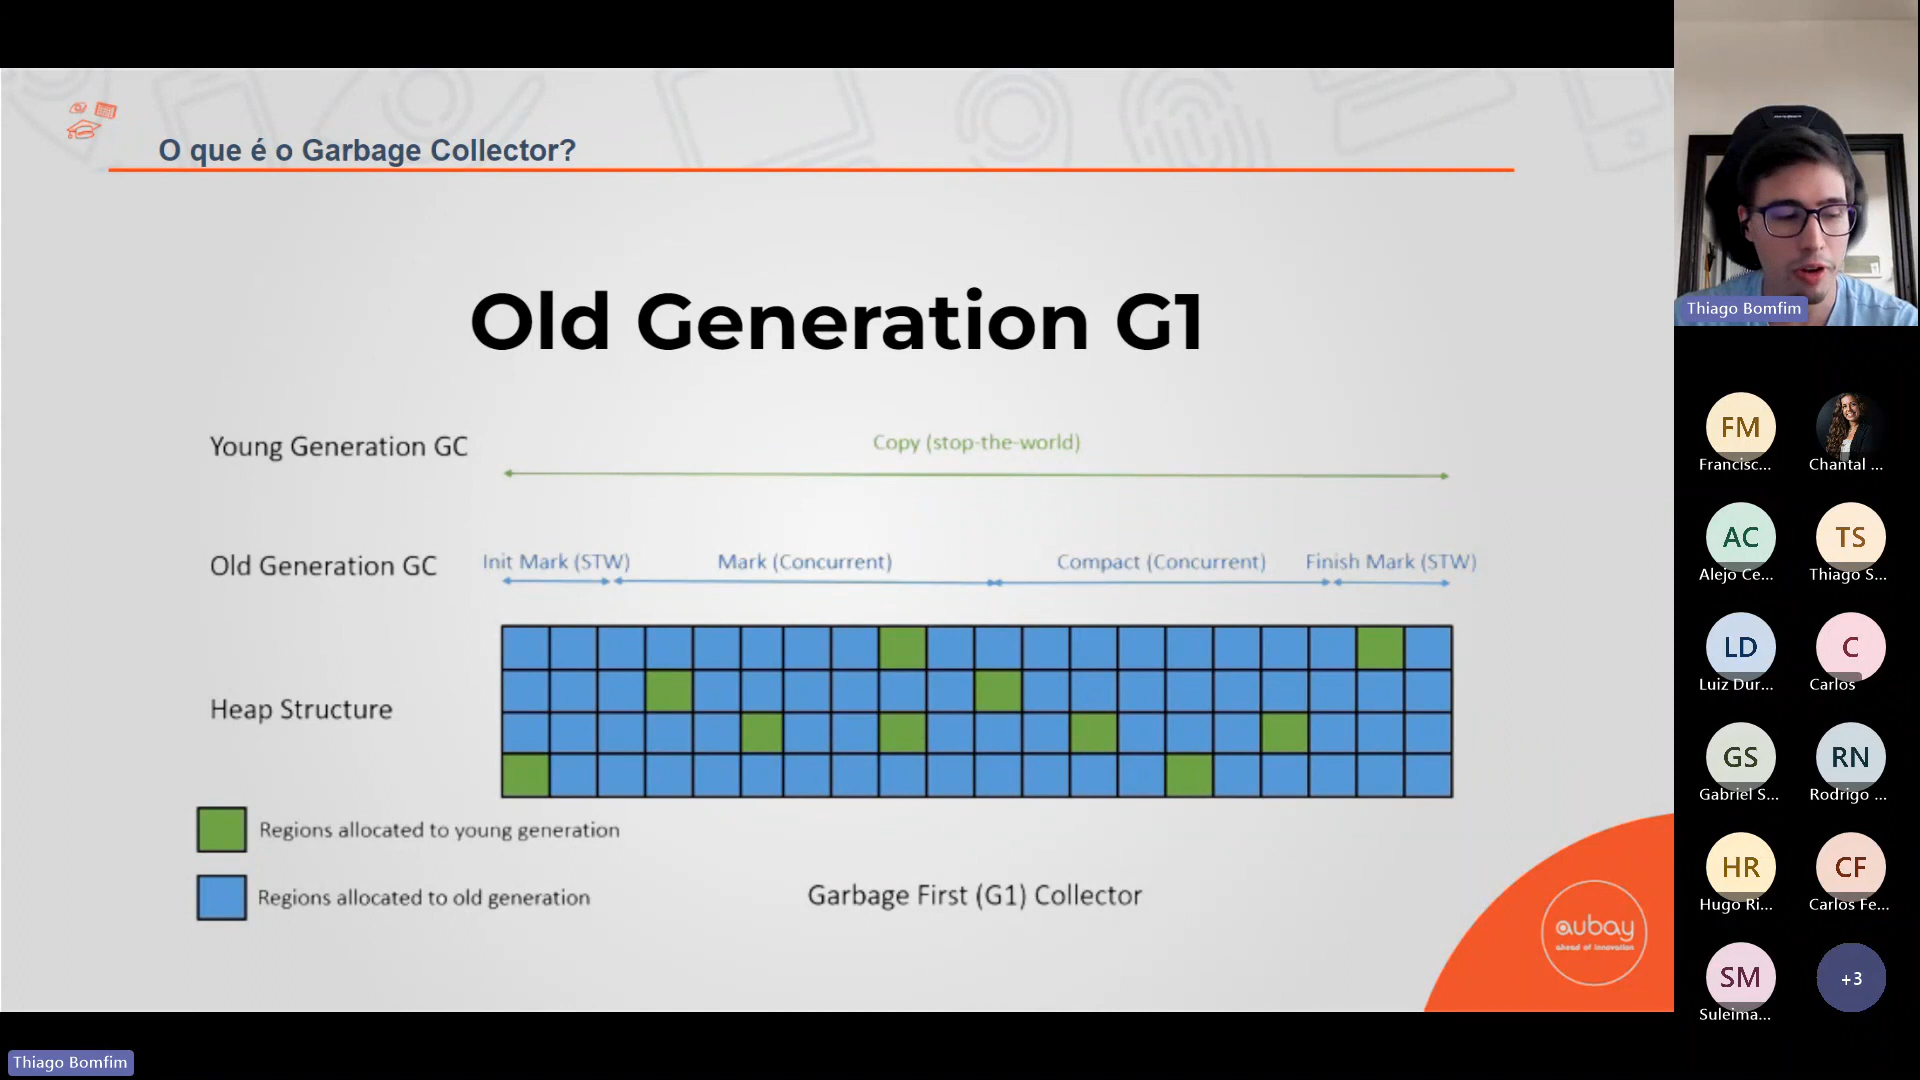 O que é o Garbage Collector?
Old Generation G1
Young Generation GC
Copy (stop-the-world)
Old Generation GC
Init Mark (STW)
Mark (Concurrent)
Compact (Concurrent)
Finish Mark (STW)
Heap Structure
Regions allocated to young generation
Regions allocated to old generation
Garbage First (G1) Collector
aubay
ahead of innovation
Thiago Bomfim
FM
Francisc...
Chantal ...
AC
Alejo Ce...
TS
Thiago S...
LD
Luiz Dur...
C
Carlos
GS
Gabriel S...
RN
Rodrigo ...
HR
Hugo Ri...
CF
Carlos Fe...
SM
Suleima...
+3
Thiago Bomfim